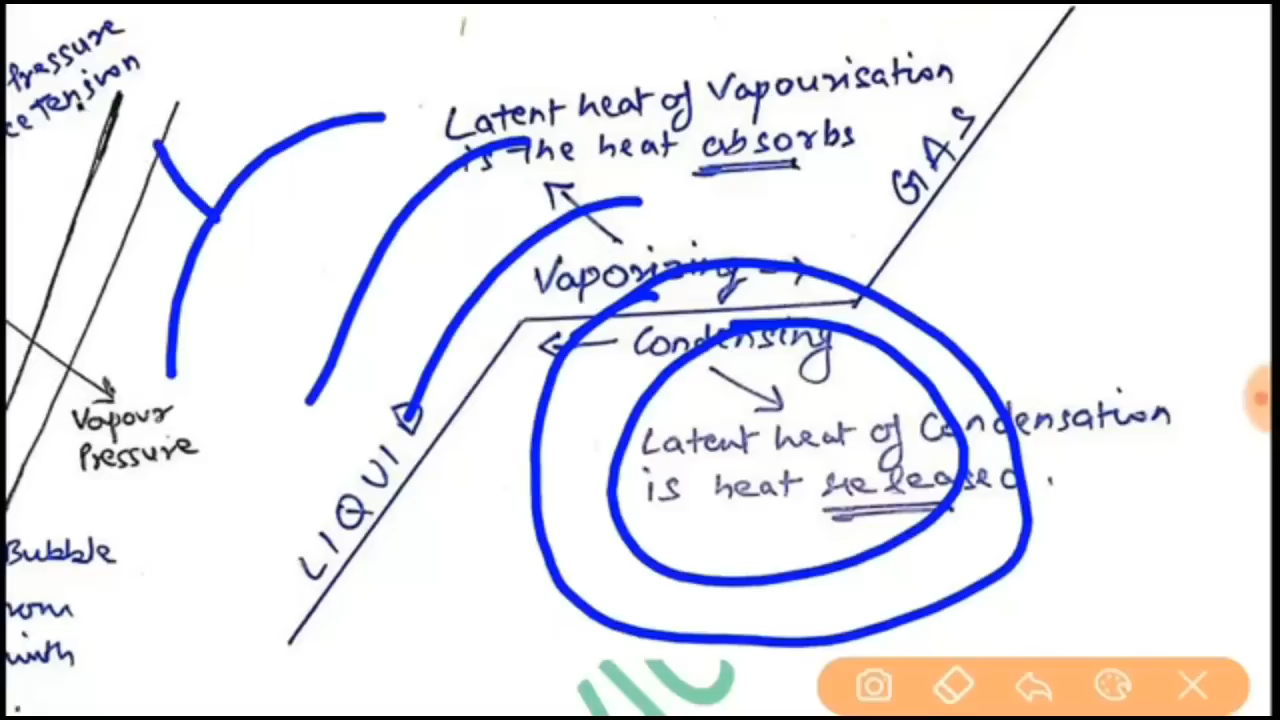 Pressure
ce Tension
Latent heat of Vapourisation
is the heat absorbs
GAS
Vaporizing →
← Condensing
Vapour
Pressure
LIQUID
Latent heat of Condensation
is heat released.
Bubble
with